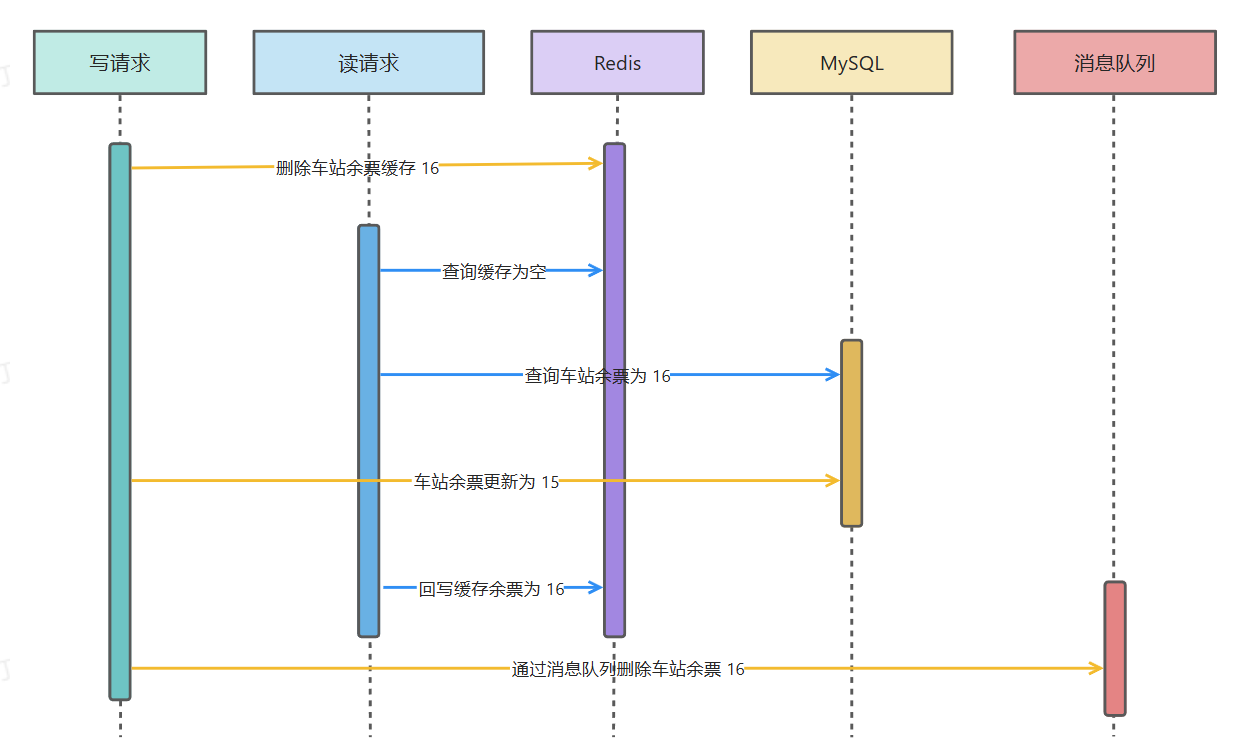 写请求
读请求
Redis
MySQL
消息队列
删除车站余票缓存 16
查询缓存为空
查询车站余票为 16
车站余票更新为 15
回写缓存余票为 16
通过消息队列删除车站余票 16